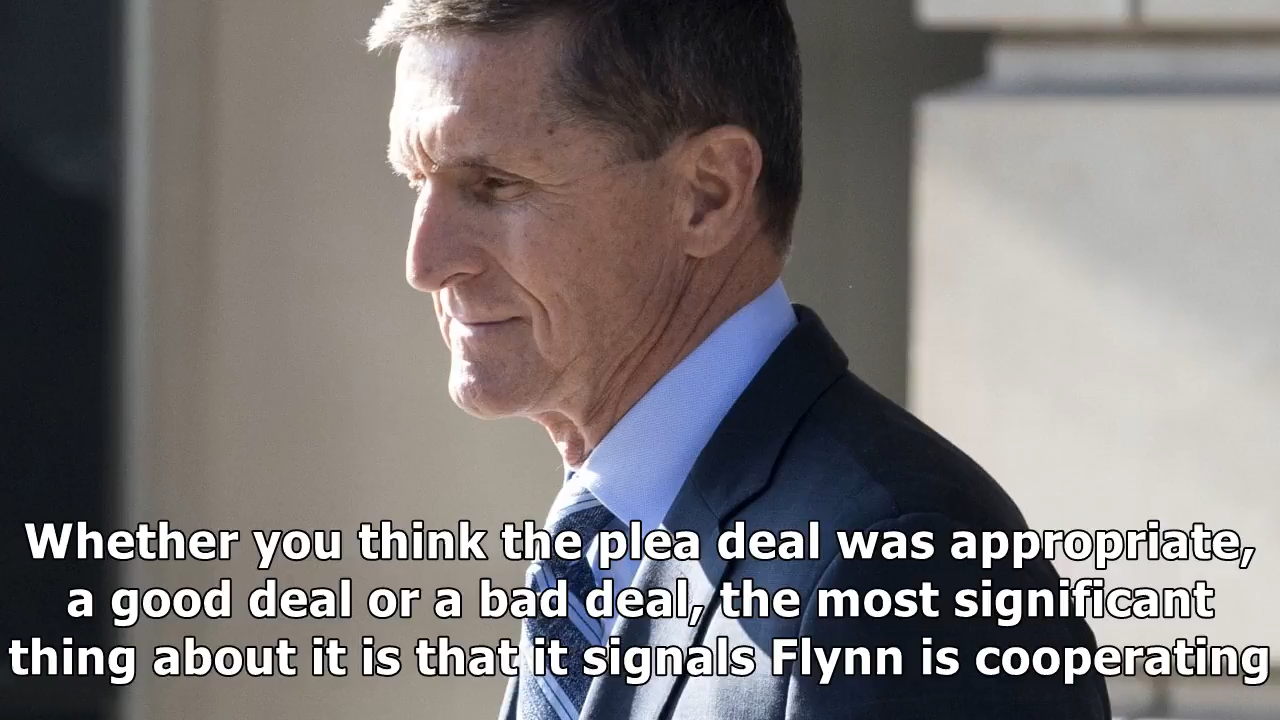 Whether you think the plea deal was appropriate,
a good deal or a bad deal, the most significant
thing about it is that it signals Flynn is cooperating